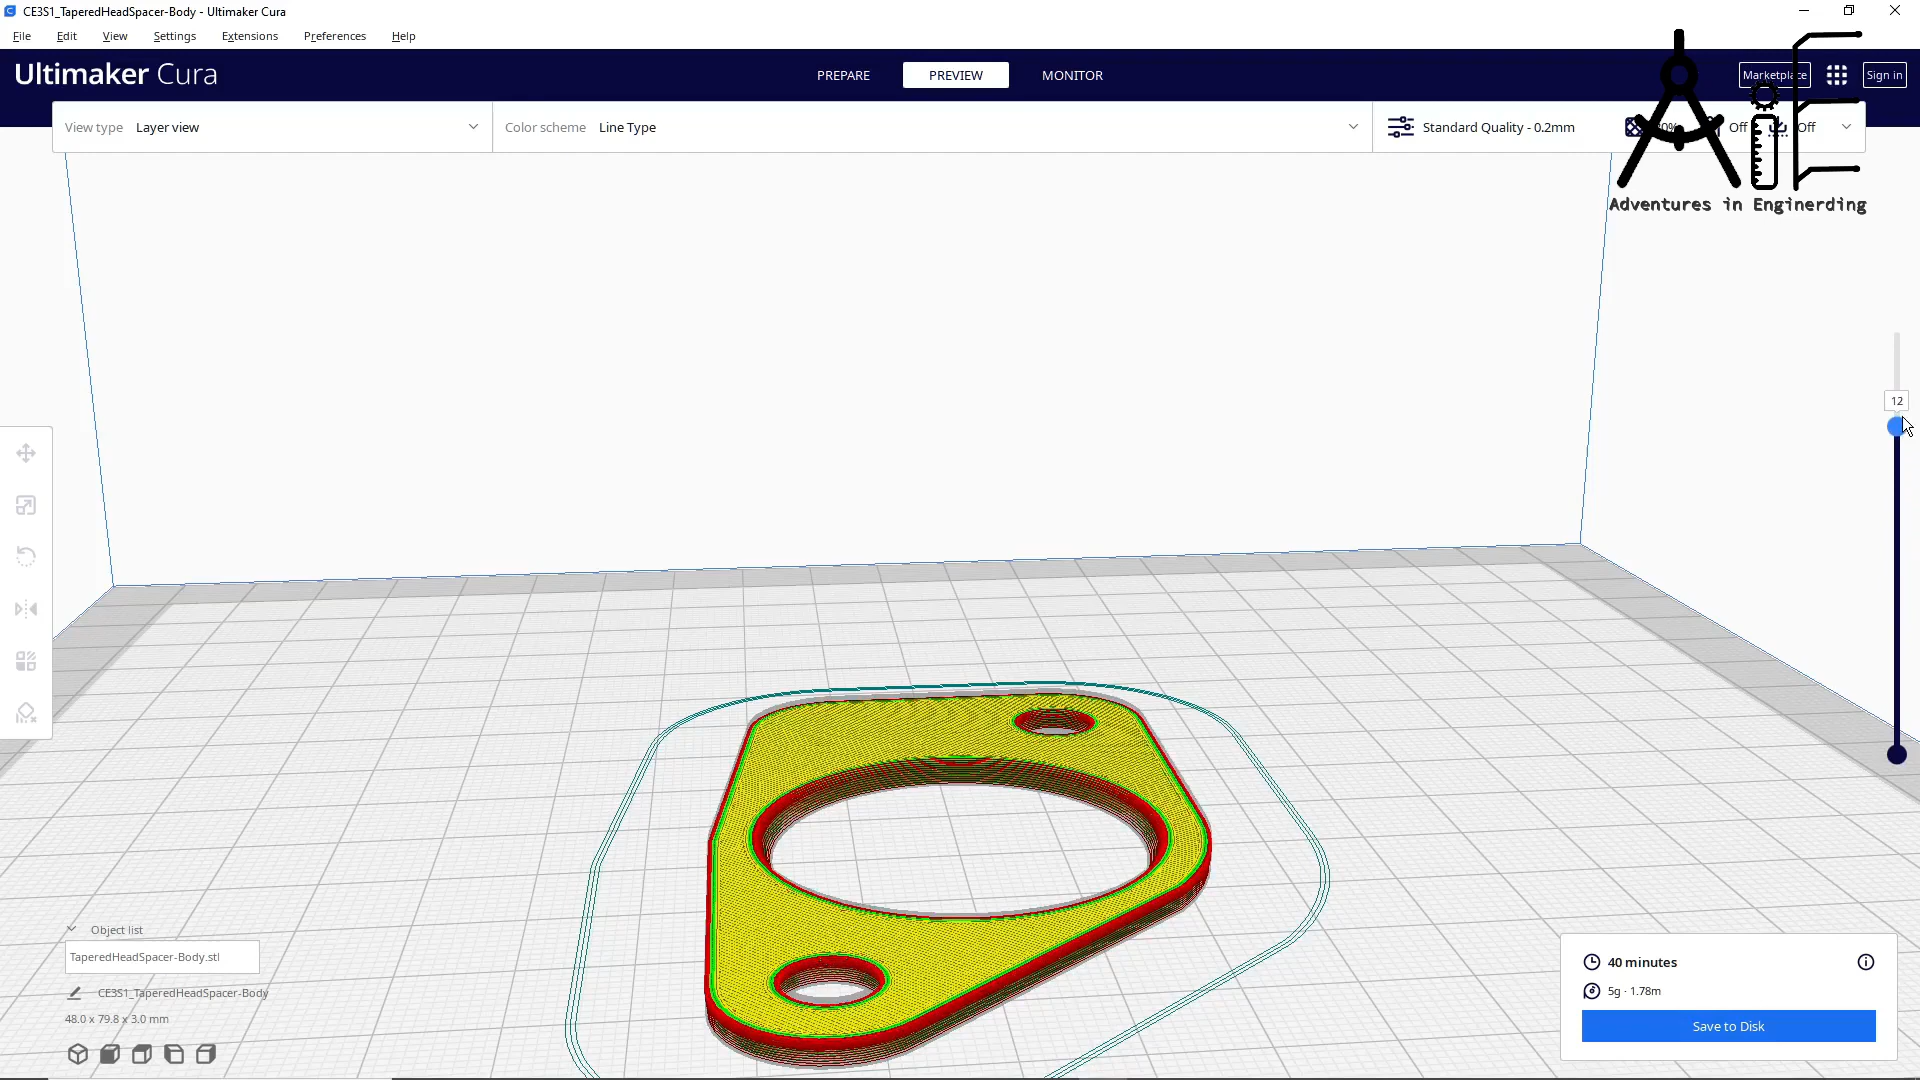 CE3S1_TaperedHeadSpacer-Body - Ultimaker Cura
File Edit View Settings Extensions Preferences Help
Ultimaker Cura
PREPARE PREVIEW MONITOR
Marketplace Sign in
View type Layer view
Color scheme Line Type
Standard Quality - 0.2mm
Off
Off
AiE
Adventures in Enginerding
12
Object list
TaperedHeadSpacer-Body.stl
CE3S1_TaperedHeadSpacer-Body
48.0 x 79.8 x 3.0 mm
40 minutes
5g · 1.78m
Save to Disk